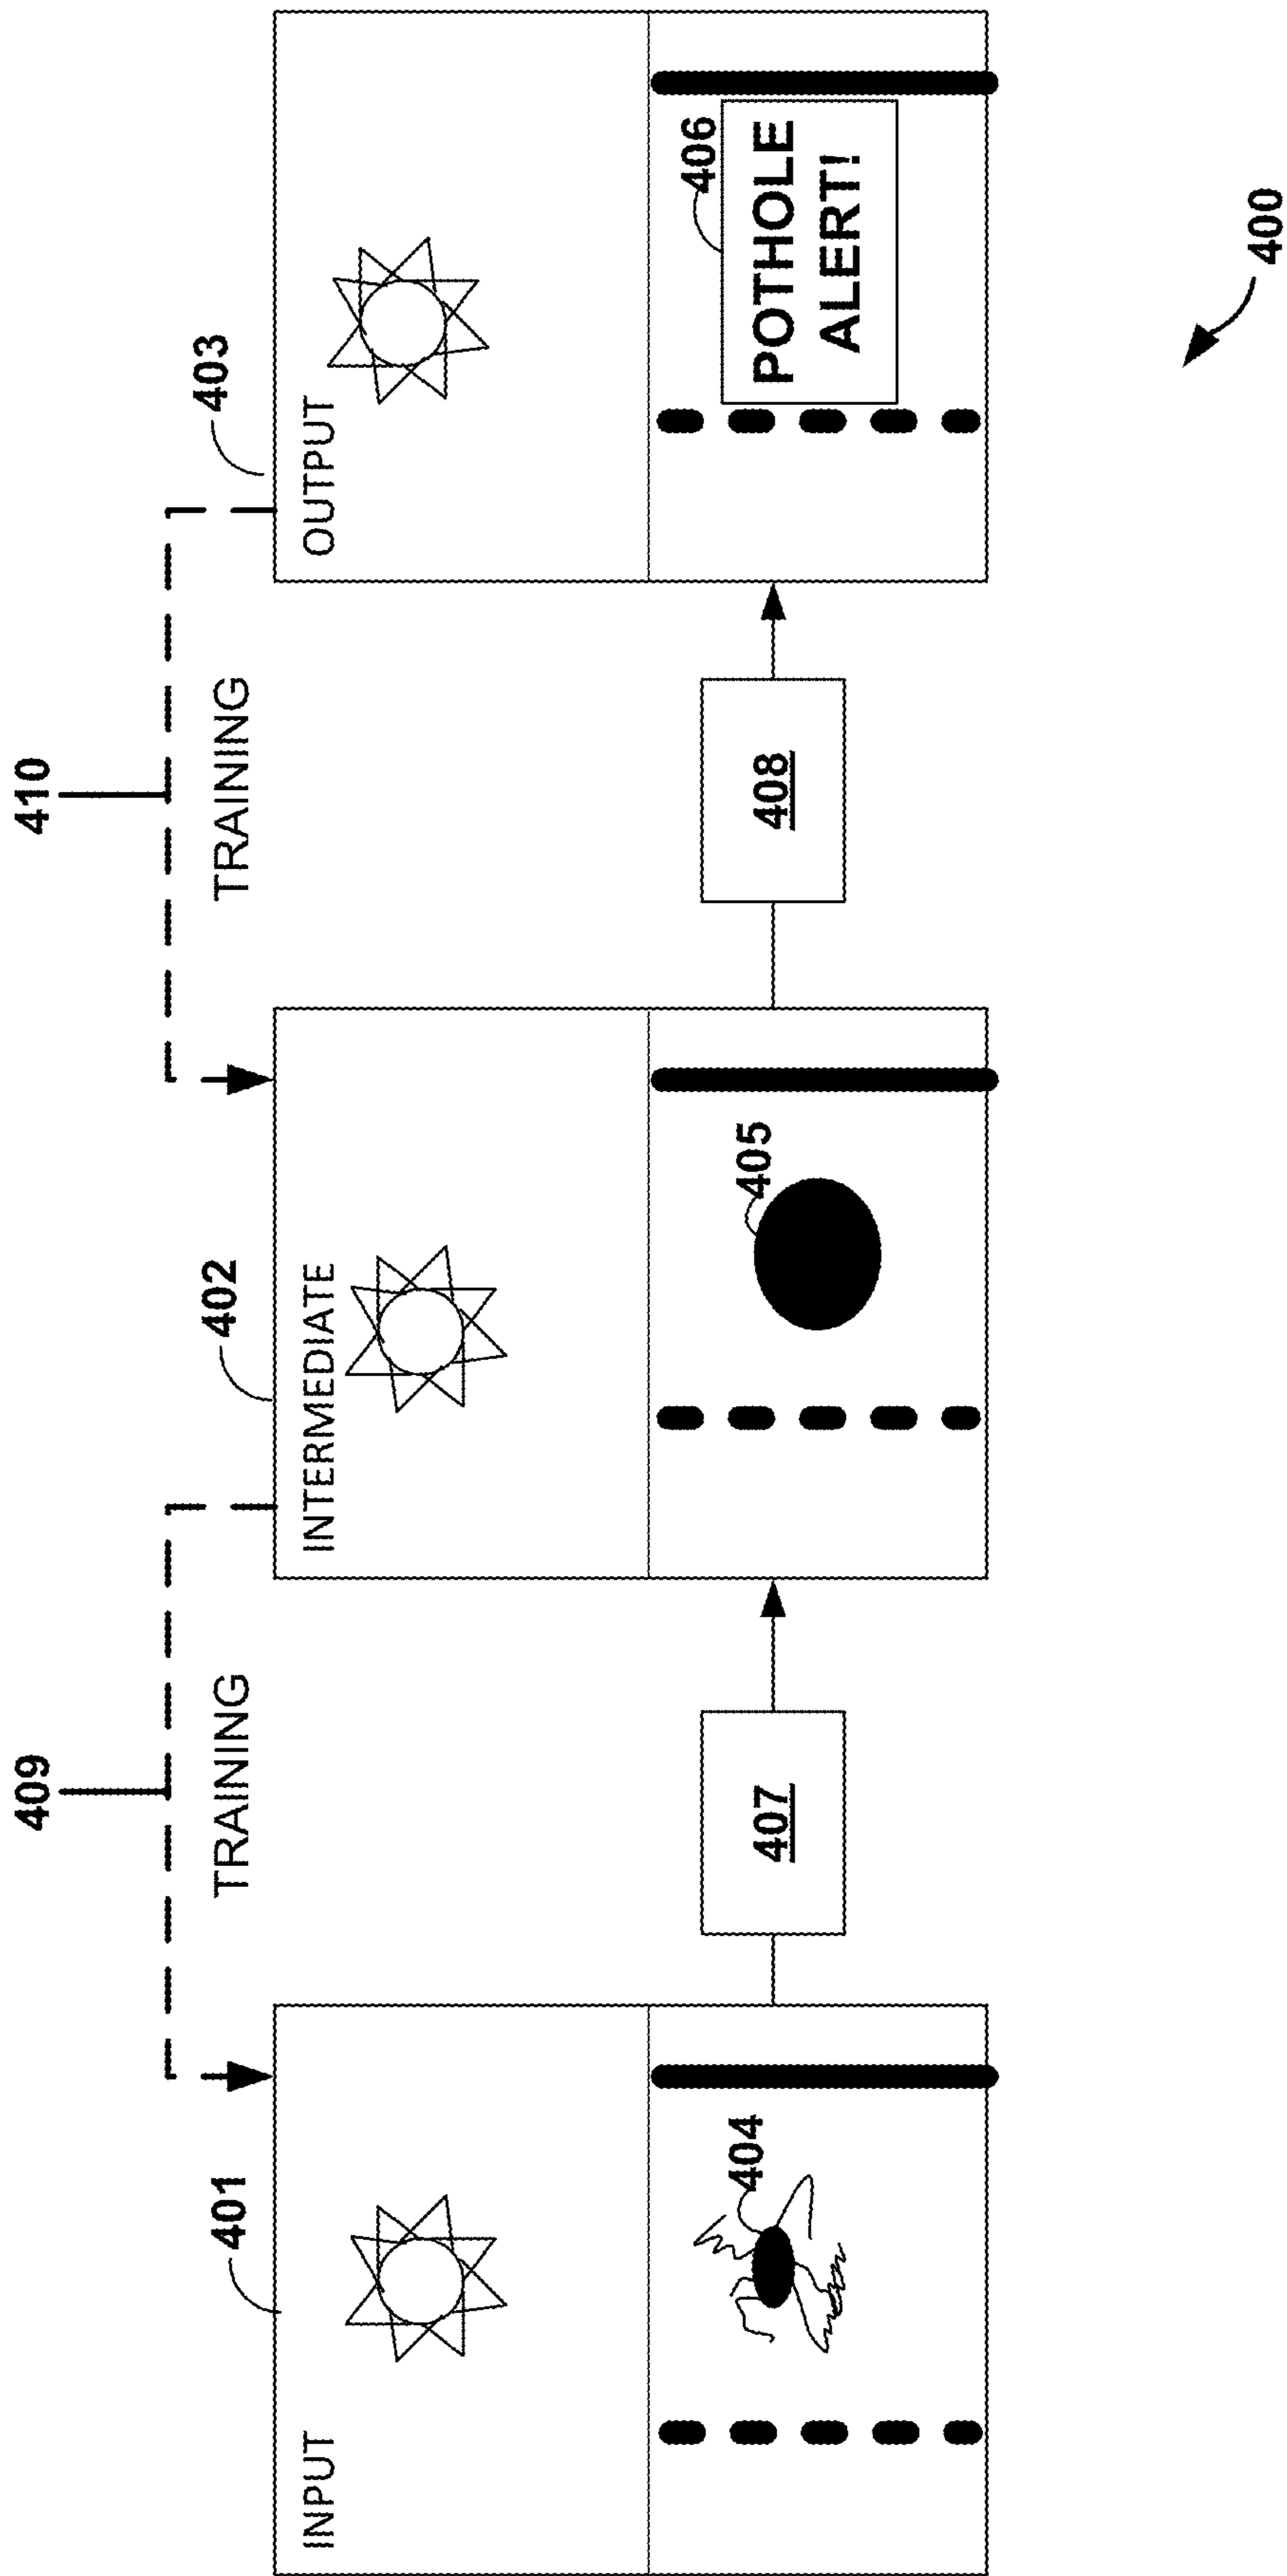 410
409
TRAINING
TRAINING
401
402
403
INPUT
INTERMEDIATE
OUTPUT
404
405
406
POTHOLE
ALERT!
407
408
400